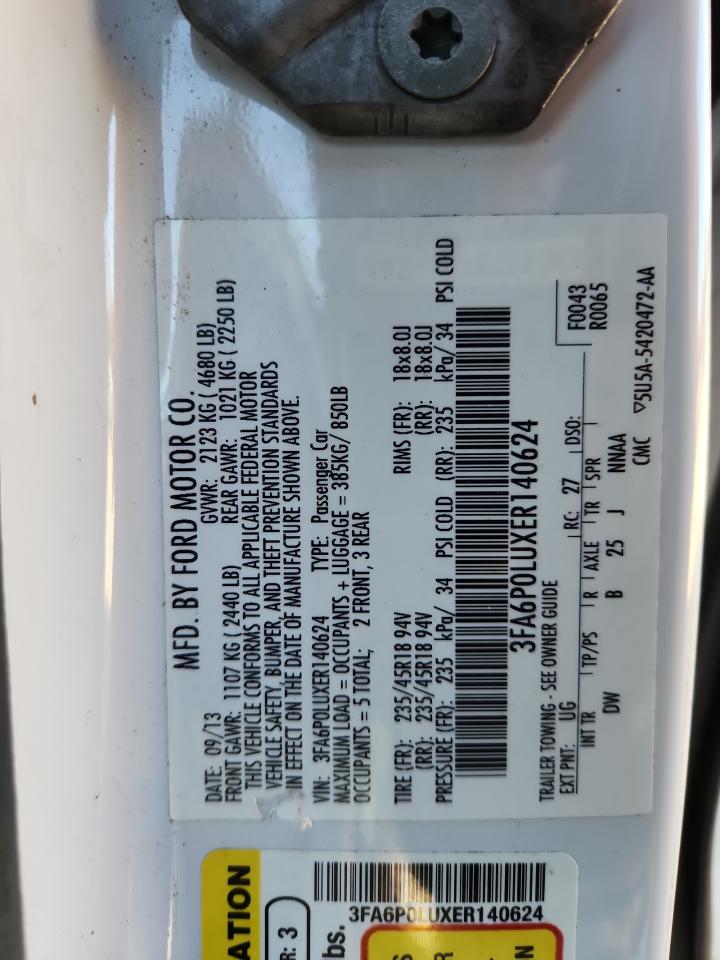 MFD. BY FORD MOTOR CO.
DATE: 09/13 GVWR: 2123 KG ( 4680 LB)
FRONT GAWR: 1107 KG ( 2440 LB) REAR GAWR: 1021 KG ( 2250 LB)
THIS VEHICLE CONFORMS TO ALL APPLICABLE FEDERAL MOTOR
VEHICLE SAFETY, BUMPER, AND THEFT PREVENTION STANDARDS
IN EFFECT ON THE DATE OF MANUFACTURE SHOWN ABOVE.
VIN: 3FA6P0LUXER140624 TYPE: Passenger Car
MAXIMUM LOAD = OCCUPANTS + LUGGAGE = 385KG/ 850LB
OCCUPANTS = 5 TOTAL; 2 FRONT, 3 REAR
TIRE (FR): 235/45R18 94V RIMS (FR): 18x8.0J
(RR): 235/45R18 94V (RR): 18x8.0J
PRESSURE (FR): 235 kPa/ 34 PSI COLD (RR): 235 kPa/ 34 PSI COLD
3FA6P0LUXER140624
TRAILER TOWING - SEE OWNER GUIDE F0043
EXT PNT: UG RC: 27 DSO: R0065
INT TR TP/PS R AXLE TR SPR
DW B 25 J NNAA
CMC ▽5U5A-5420472-AA
ATION
R: 3
lbs.
3FA6P0LUXER140624
S
R
N